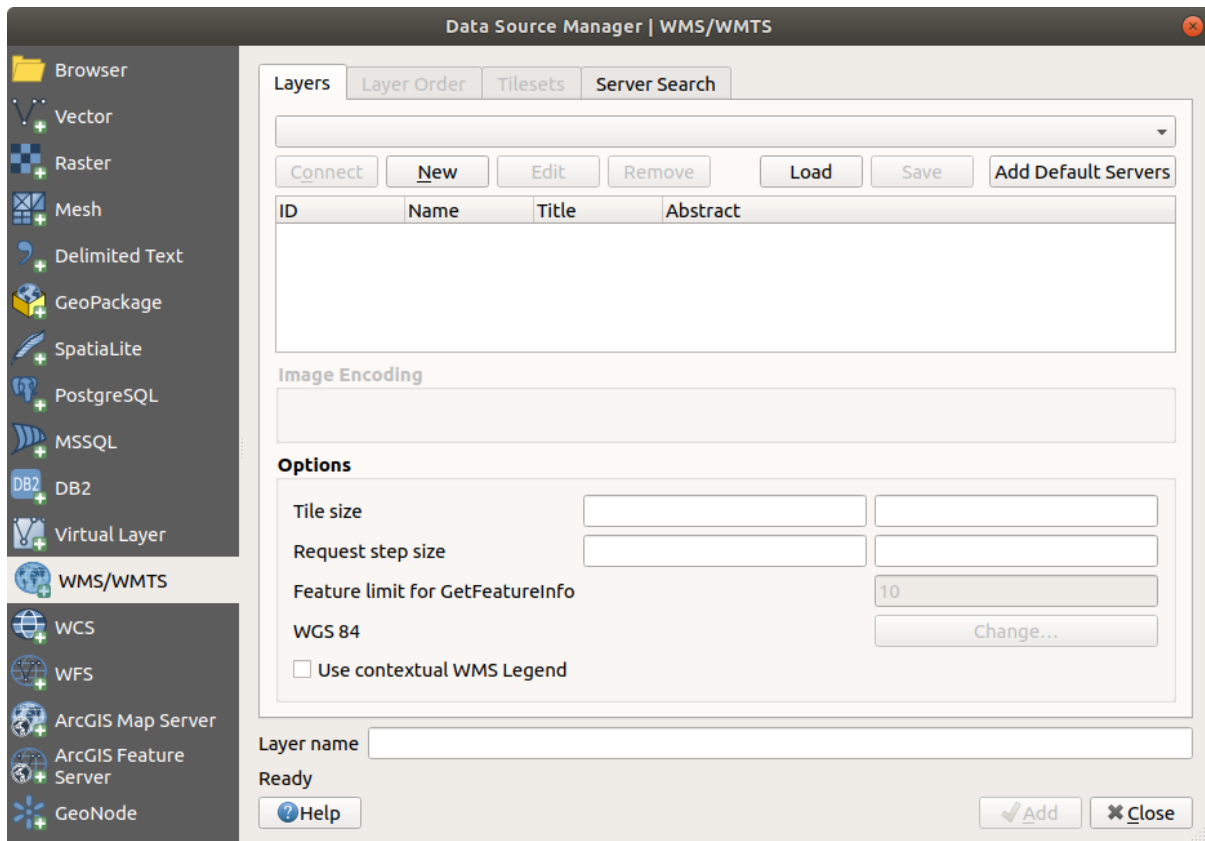 Data Source Manager | WMS/WMTS
Browser
Vector
Raster
Mesh
Delimited Text
GeoPackage
SpatiaLite
PostgreSQL
MSSQL
DB2
DB2
Virtual Layer
WMS/WMTS
WCS
WFS
ArcGIS Map Server
ArcGIS Feature
Server
GeoNode
Layers Layer Order Tilesets Server Search
Connect New Edit Remove Load Save Add Default Servers
ID Name Title Abstract
Image Encoding
Options
Tile size
Request step size
Feature limit for GetFeatureInfo 10
WGS 84 Change...
Use contextual WMS Legend
Layer name
Ready
Help Add Close